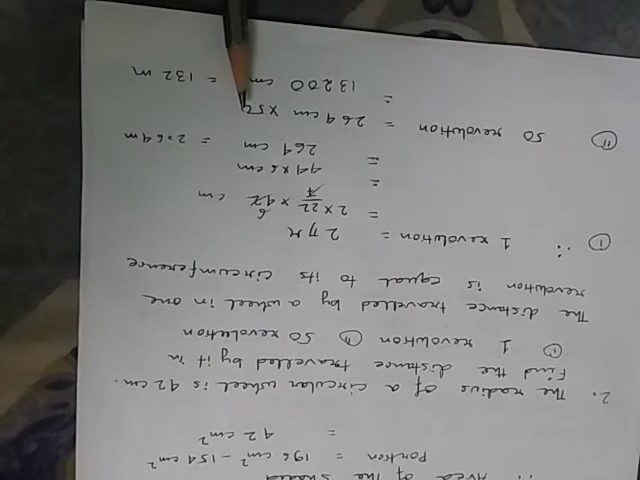 ∴ Area of the shaded
Portion = 196 cm² - 154 cm²
= 42 cm²
2. The radius of a circular wheel is 42 cm.
Find the distance travelled by it in
(i) 1 revolution (ii) 50 revolution
The distance travelled by a wheel in one
revolution is equal to its circumference
(i) ∴ 1 revolution = 2πr
= 2 × 22/7 × 42 6 cm
= 44 × 6 cm
= 264 cm = 2.64 m
(ii) 50 revolution = 264 cm × 50
= 13200 cm = 132 m